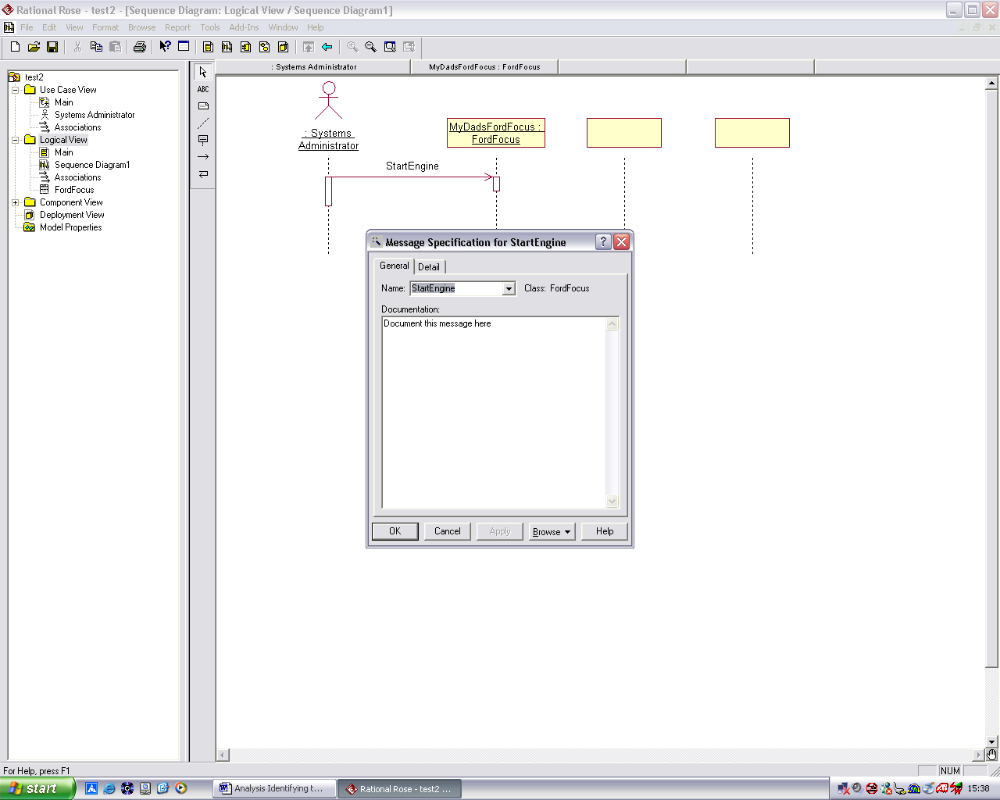 Rational Rose - test2 - [Sequence Diagram: Logical View / Sequence Diagram1]
File Edit View Format Browse Report Tools Add-Ins Window Help
: Systems Administrator
MyDadsFordFocus : FordFocus
test2
Use Case View
Main
Systems Administrator
Associations
Logical View
Main
Sequence Diagram1
Associations
FordFocus
Component View
Deployment View
Model Properties
ABC
: Systems
Administrator
MyDadsFordFocus :
FordFocus
StartEngine
Message Specification for StartEngine
General Detail
Name: StartEngine Class: FordFocus
Documentation:
Document this message here
OK Cancel Apply Browse Help
For Help, press F1
NUM
start
Analysis Identifying t...
Rational Rose - test2 ...
15:38